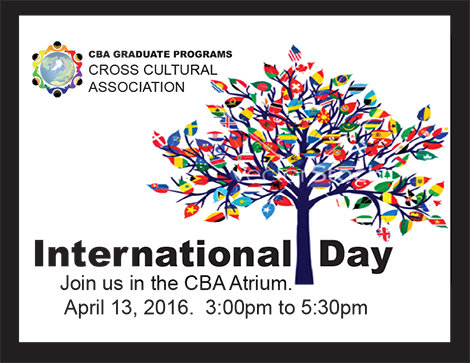 CBA GRADUATE PROGRAMS
CROSS CULTURAL
ASSOCIATION
International Day
Join us in the CBA Atrium.
April 13, 2016. 3:00pm to 5:30pm